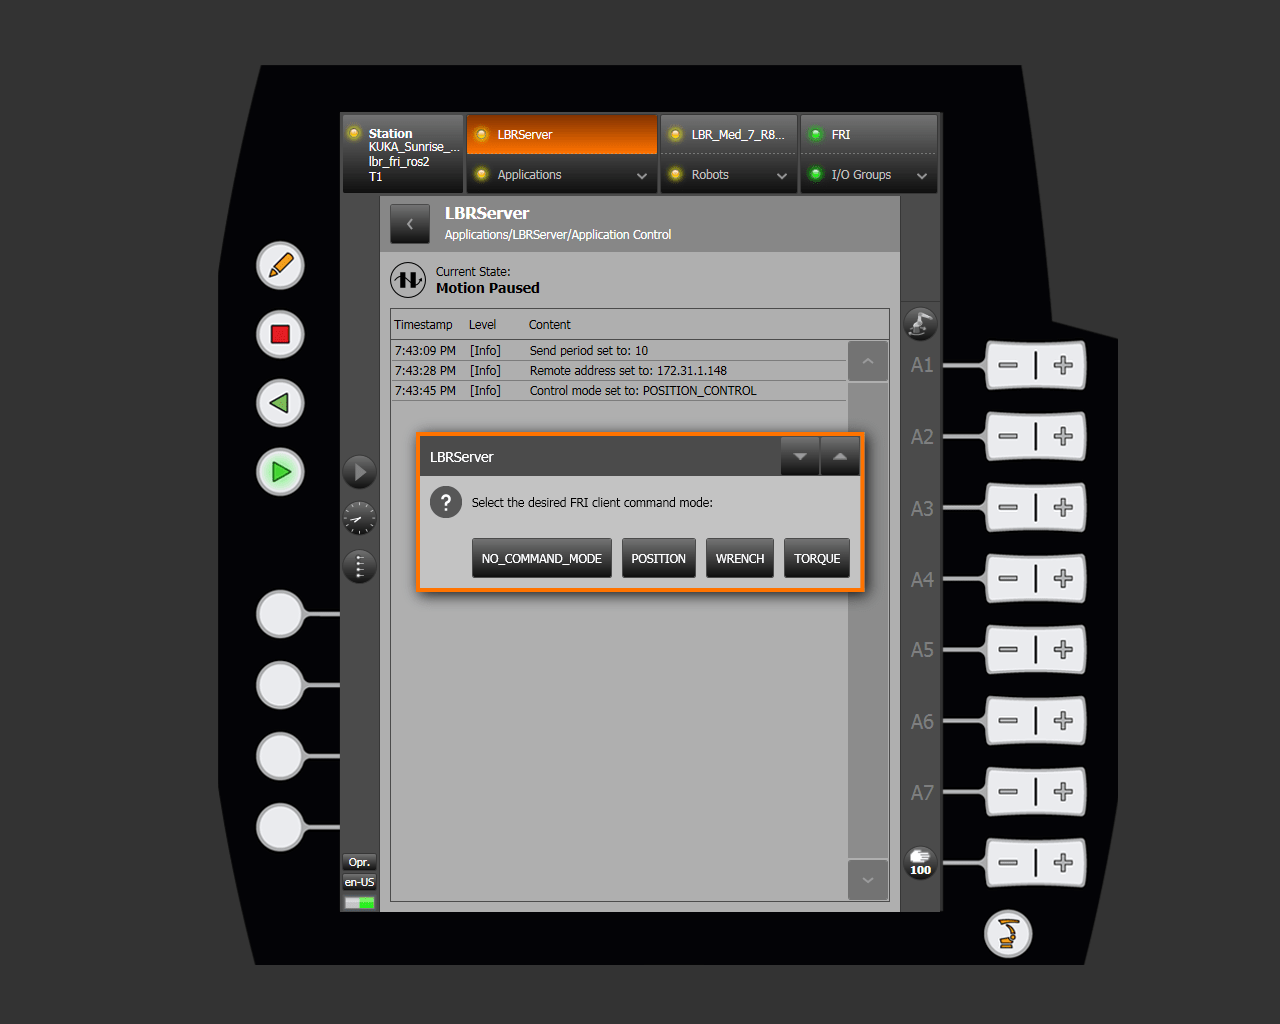 Station
KUKA_Sunrise_...
lbr_fri_ros2
T1
LBRServer
Applications
LBR_Med_7_R8...
Robots
FRI
I/O Groups
LBRServer
Applications/LBRServer/Application Control
Current State:
Motion Paused
Timestamp Level Content
7:43:09 PM [Info] Send period set to: 10
7:43:28 PM [Info] Remote address set to: 172.31.1.148
7:43:45 PM [Info] Control mode set to: POSITION_CONTROL
LBRServer
? Select the desired FRI client command mode:
NO_COMMAND_MODE POSITION WRENCH TORQUE
A1
A2
A3
A4
A5
A6
A7
100
Opr.
en-US